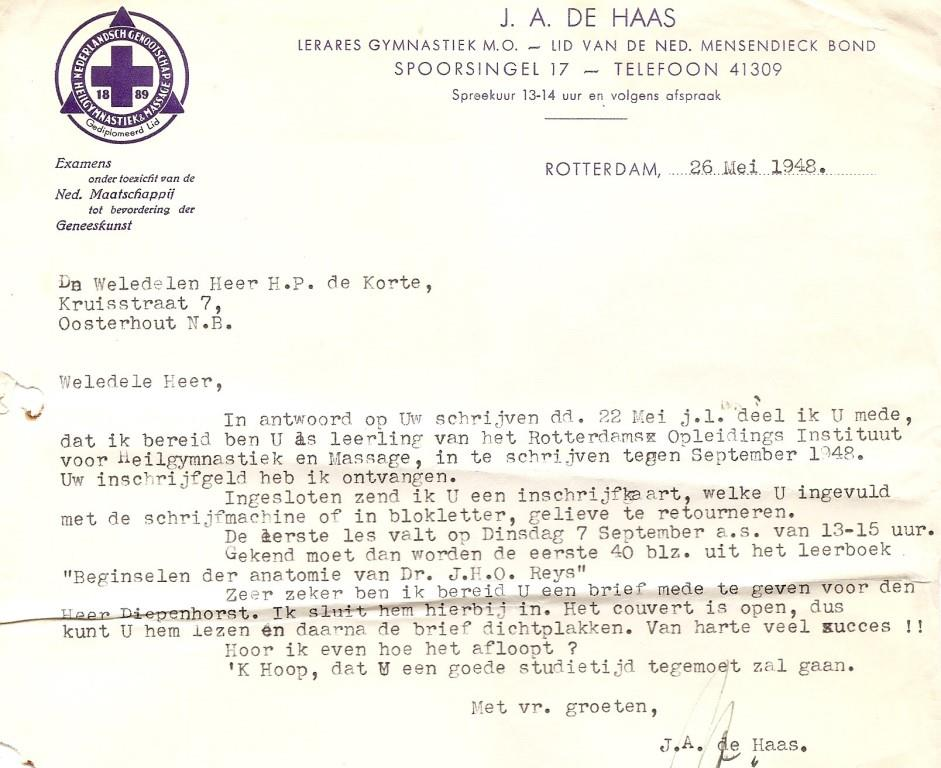 NEDERLANDSCH GENOOTSCHAP
HEILGYMNASTIEK & MASSAGE
1889
Gediplomeerd Lid
Examens
onder toezicht van de
Ned. Maatschappij
tot bevordering der
Geneeskunst
J. A. DE HAAS
LERARES GYMNASTIEK M.O. — LID VAN DE NED. MENSENDIECK BOND
SPOORSINGEL 17 — TELEFOON 41309
Spreekuur 13-14 uur en volgens afspraak
ROTTERDAM, 26 Mei 1948.
Dn Weledelen Heer H.P. de Korte,
Kruisstraat 7,
Oosterhout N.B.
Weledele Heer,
In antwoord op Uw schrijven dd. 22 Mei j.l. deel ik U mede,
dat ik bereid ben U als leerling van het Rotterdams Opleidings Instituut
voor Heilgymnastiek en Massage, in te schrijven tegen September 1948.
Uw inschrijfgeld heb ik ontvangen.
Ingesloten zend ik U een inschrijfkaart, welke U ingevuld
met de schrijfmachine of in blokletter, gelieve te retourneren.
De eerste les valt op Dinsdag 7 September a.s. van 13-15 uur.
Gekend moet dan worden de eerste 40 blz. uit het leerboek
"Beginselen der anatomie van Dr. J.H.O. Reys"
Zeer zeker ben ik bereid U een brief mede te geven voor den
Heer Diepenhorst. Ik sluit hem hierbij in. Het couvert is open, dus
kunt U hem lezen en daarna de brief dichtplakken. Van harte veel succes !!
Hoor ik even hoe het afloopt ?
'K Hoop, dat U een goede studietijd tegemoet zal gaan.
Met vr. groeten,
J.A. de Haas.